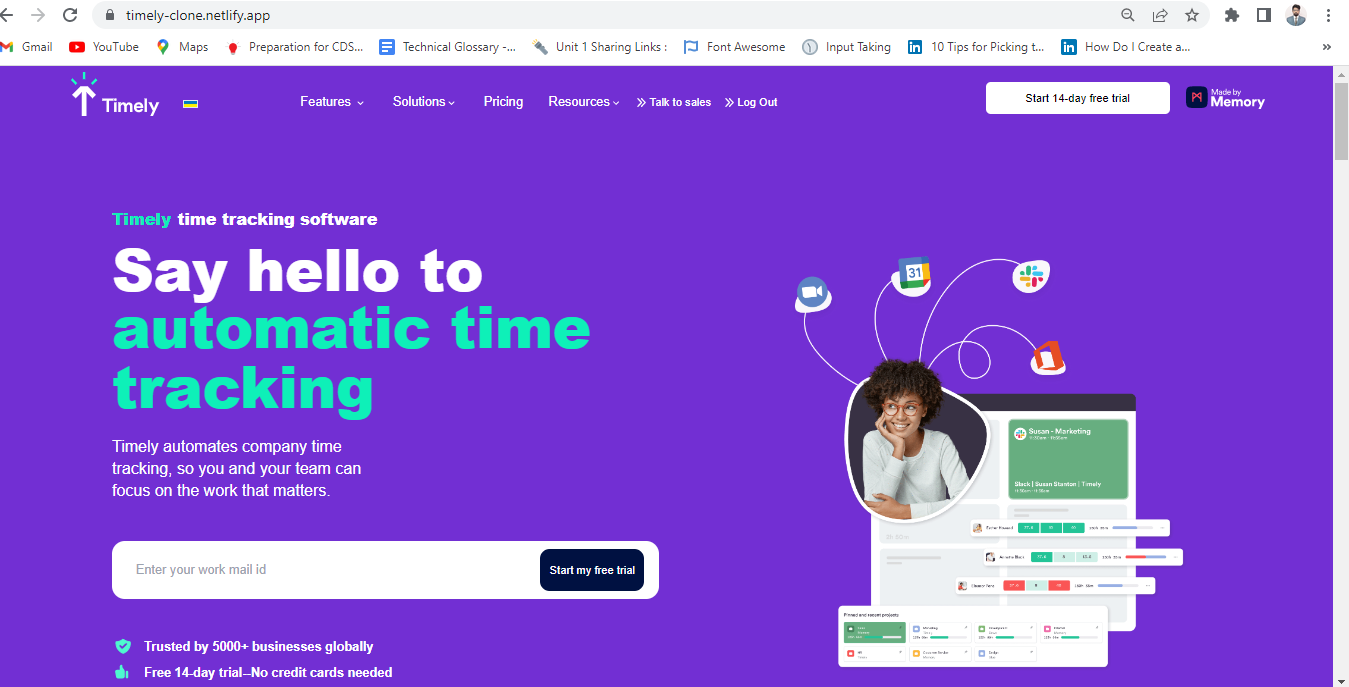 timely-clone.netlify.app
Gmail
YouTube
Maps
Preparation for CDS...
Technical Glossary -...
Unit 1 Sharing Links :
Font Awesome
Input Taking
10 Tips for Picking t...
How Do I Create a...
»
Timely
Features
Solutions
Pricing
Resources
Talk to sales
Log Out
Start 14-day free trial
Made by
Memory
Timely time tracking software
Say hello to
automatic time
tracking
Timely automates company time
tracking, so you and your team can
focus on the work that matters.
Enter your work mail id
Start my free trial
Trusted by 5000+ businesses globally
Free 14-day trial--No credit cards needed
31
Susan - Marketing
11:30am - 11:50am
Slack | Susan Stanton | Timely
Pinned and recent projects